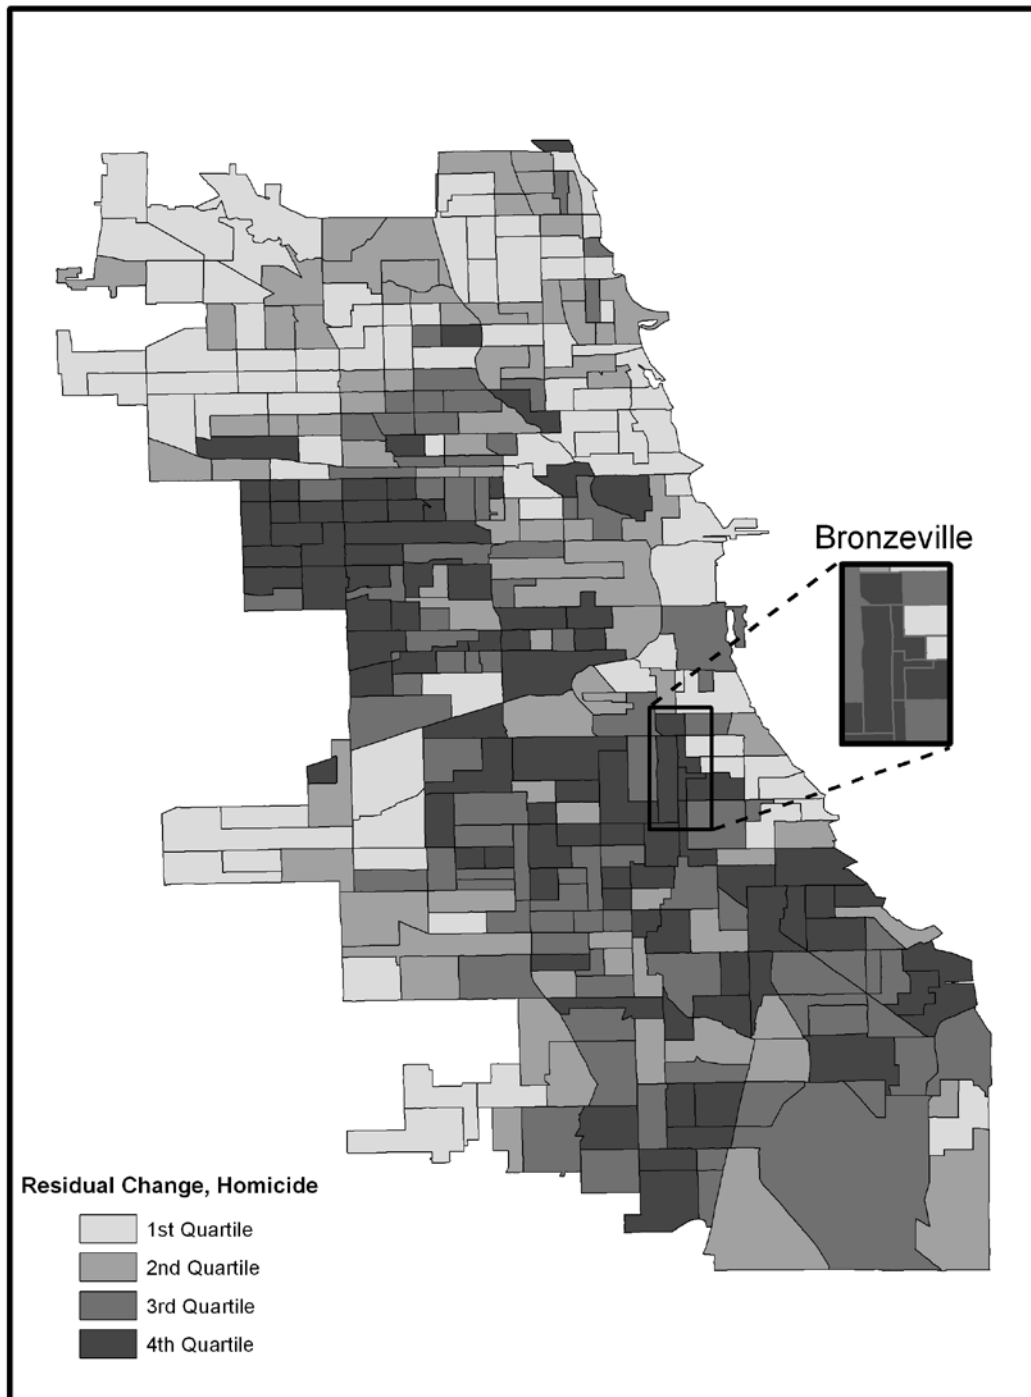 Bronzeville
Residual Change, Homicide
1st Quartile
2nd Quartile
3rd Quartile
4th Quartile